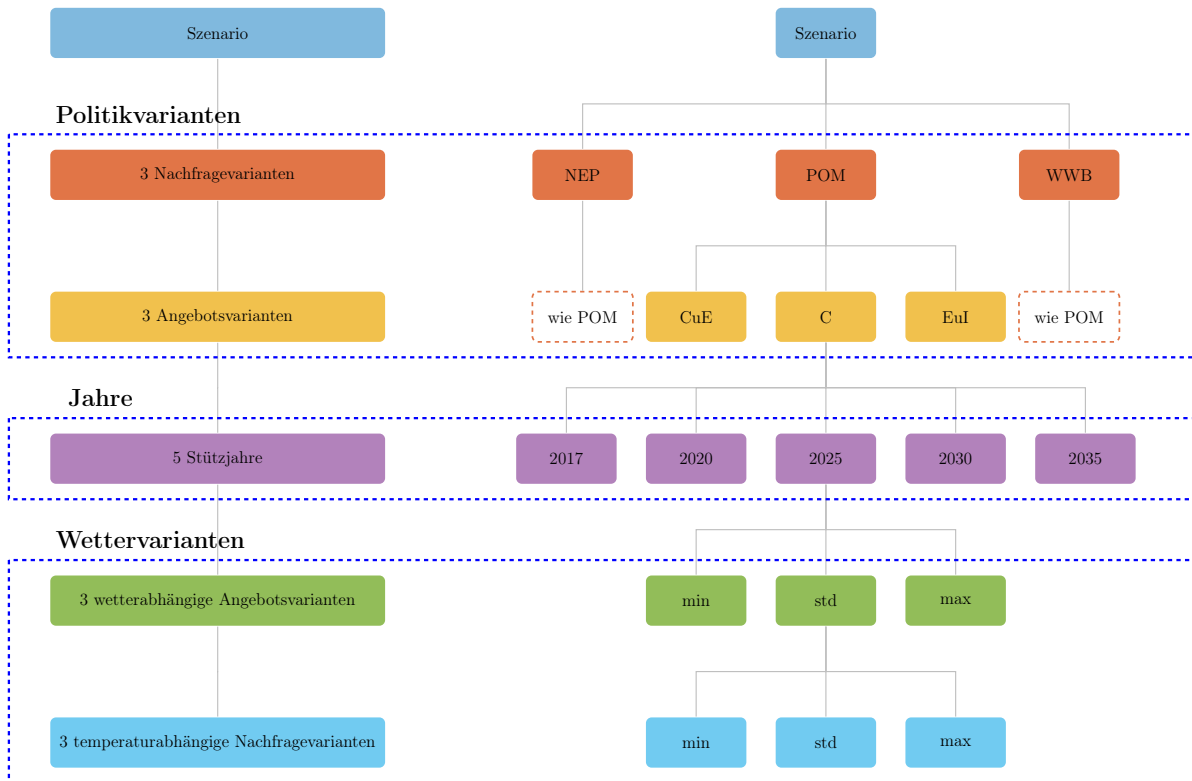 Szenario Szenario
Politikvarianten
3 Nachfragevarianten NEP POM WWB
3 Angebotsvarianten wie POM CuE C EuI wie POM
Jahre
5 Stützjahre 2017 2020 2025 2030 2035
Wettervarianten
3 wetterabhängige Angebotsvarianten min std max
3 temperaturabhängige Nachfragevarianten min std max